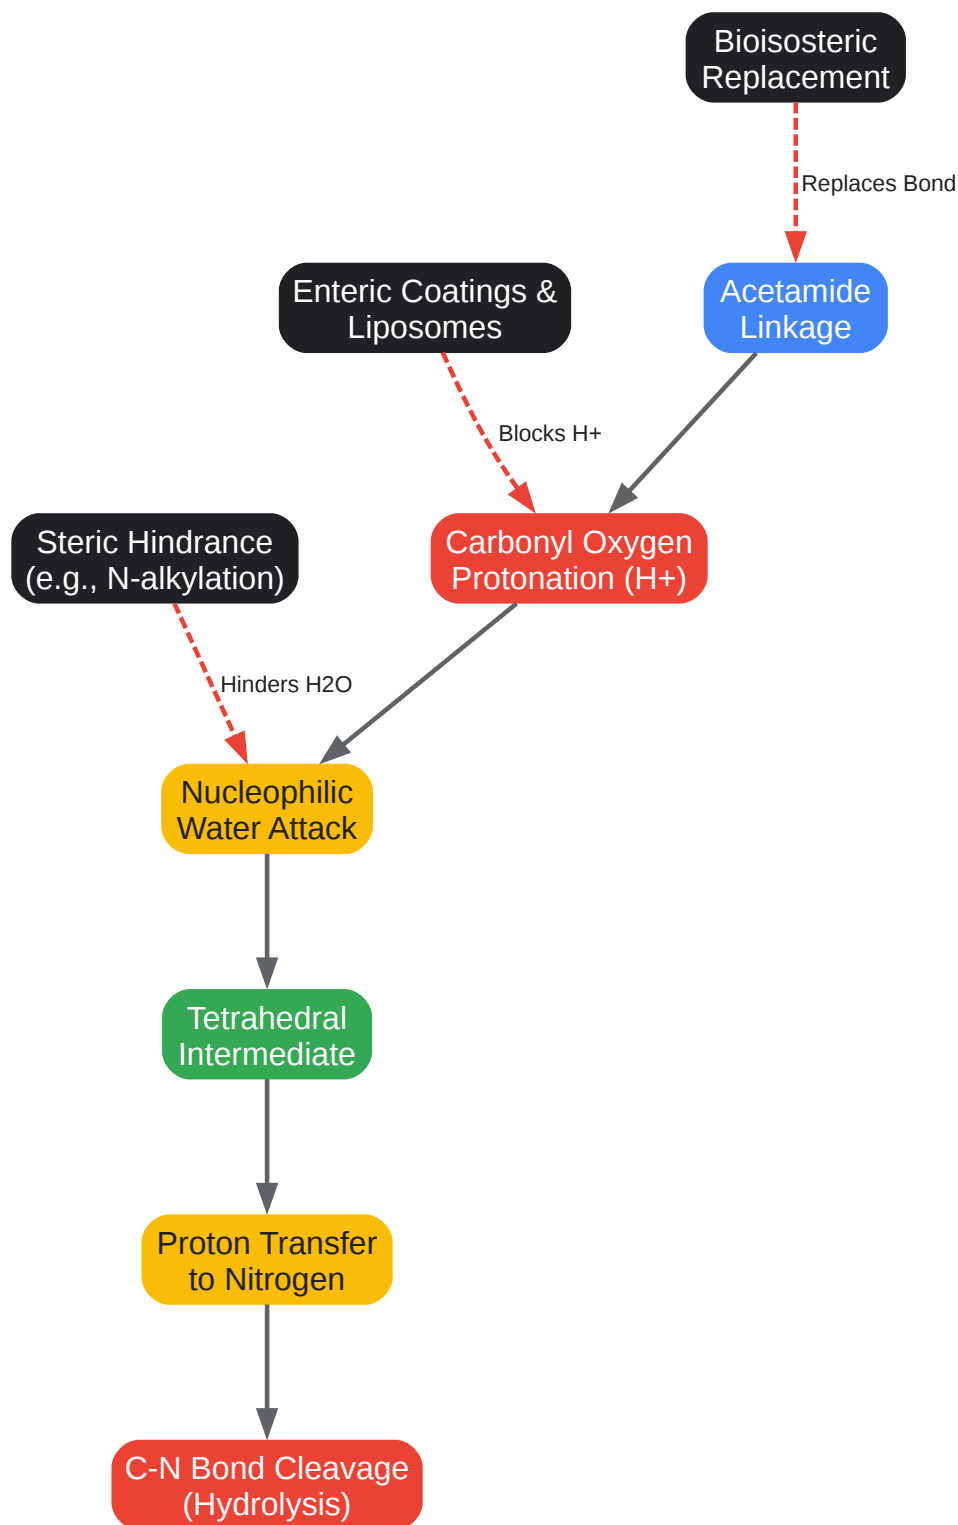 Bioisosteric
Replacement
Replaces Bond
Enteric Coatings &
Liposomes
Acetamide
Linkage
Blocks H+
Steric Hindrance
(e.g., N-alkylation)
Carbonyl Oxygen
Protonation (H+)
Hinders H2O
Nucleophilic
Water Attack
Tetrahedral
Intermediate
Proton Transfer
to Nitrogen
C-N Bond Cleavage
(Hydrolysis)